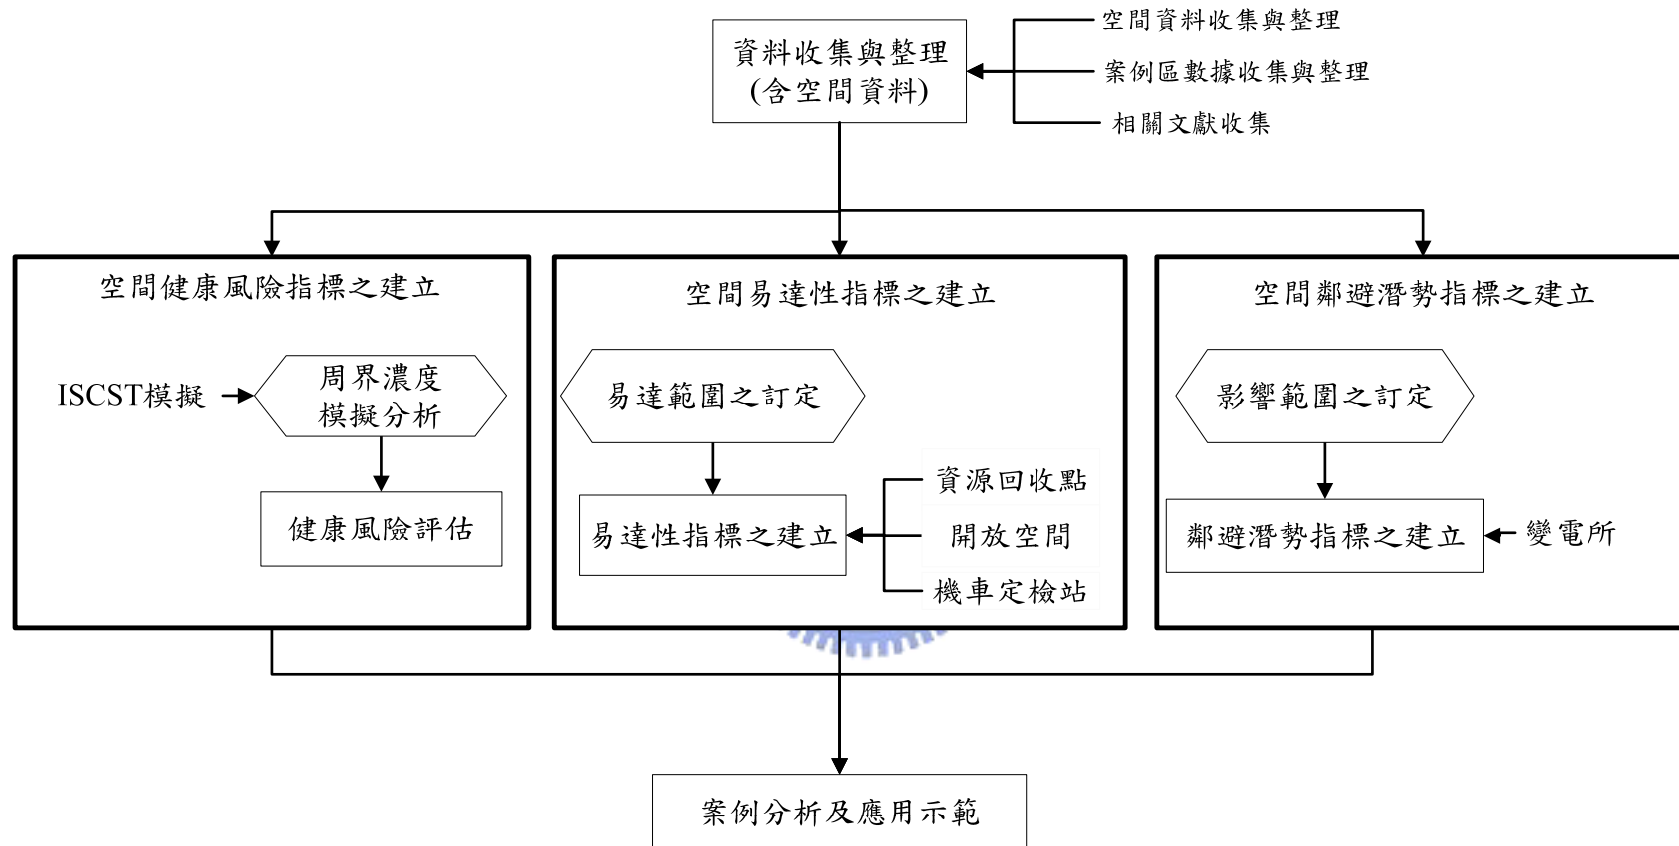 資料收集與整理
(含空間資料)
空間資料收集與整理
案例區數據收集與整理
相關文獻收集
空間健康風險指標之建立
ISCST模擬
周界濃度
模擬分析
健康風險評估
空間易達性指標之建立
易達範圍之訂定
易達性指標之建立
資源回收點
開放空間
機車定檢站
空間鄰避潛勢指標之建立
影響範圍之訂定
鄰避潛勢指標之建立
變電所
案例分析及應用示範